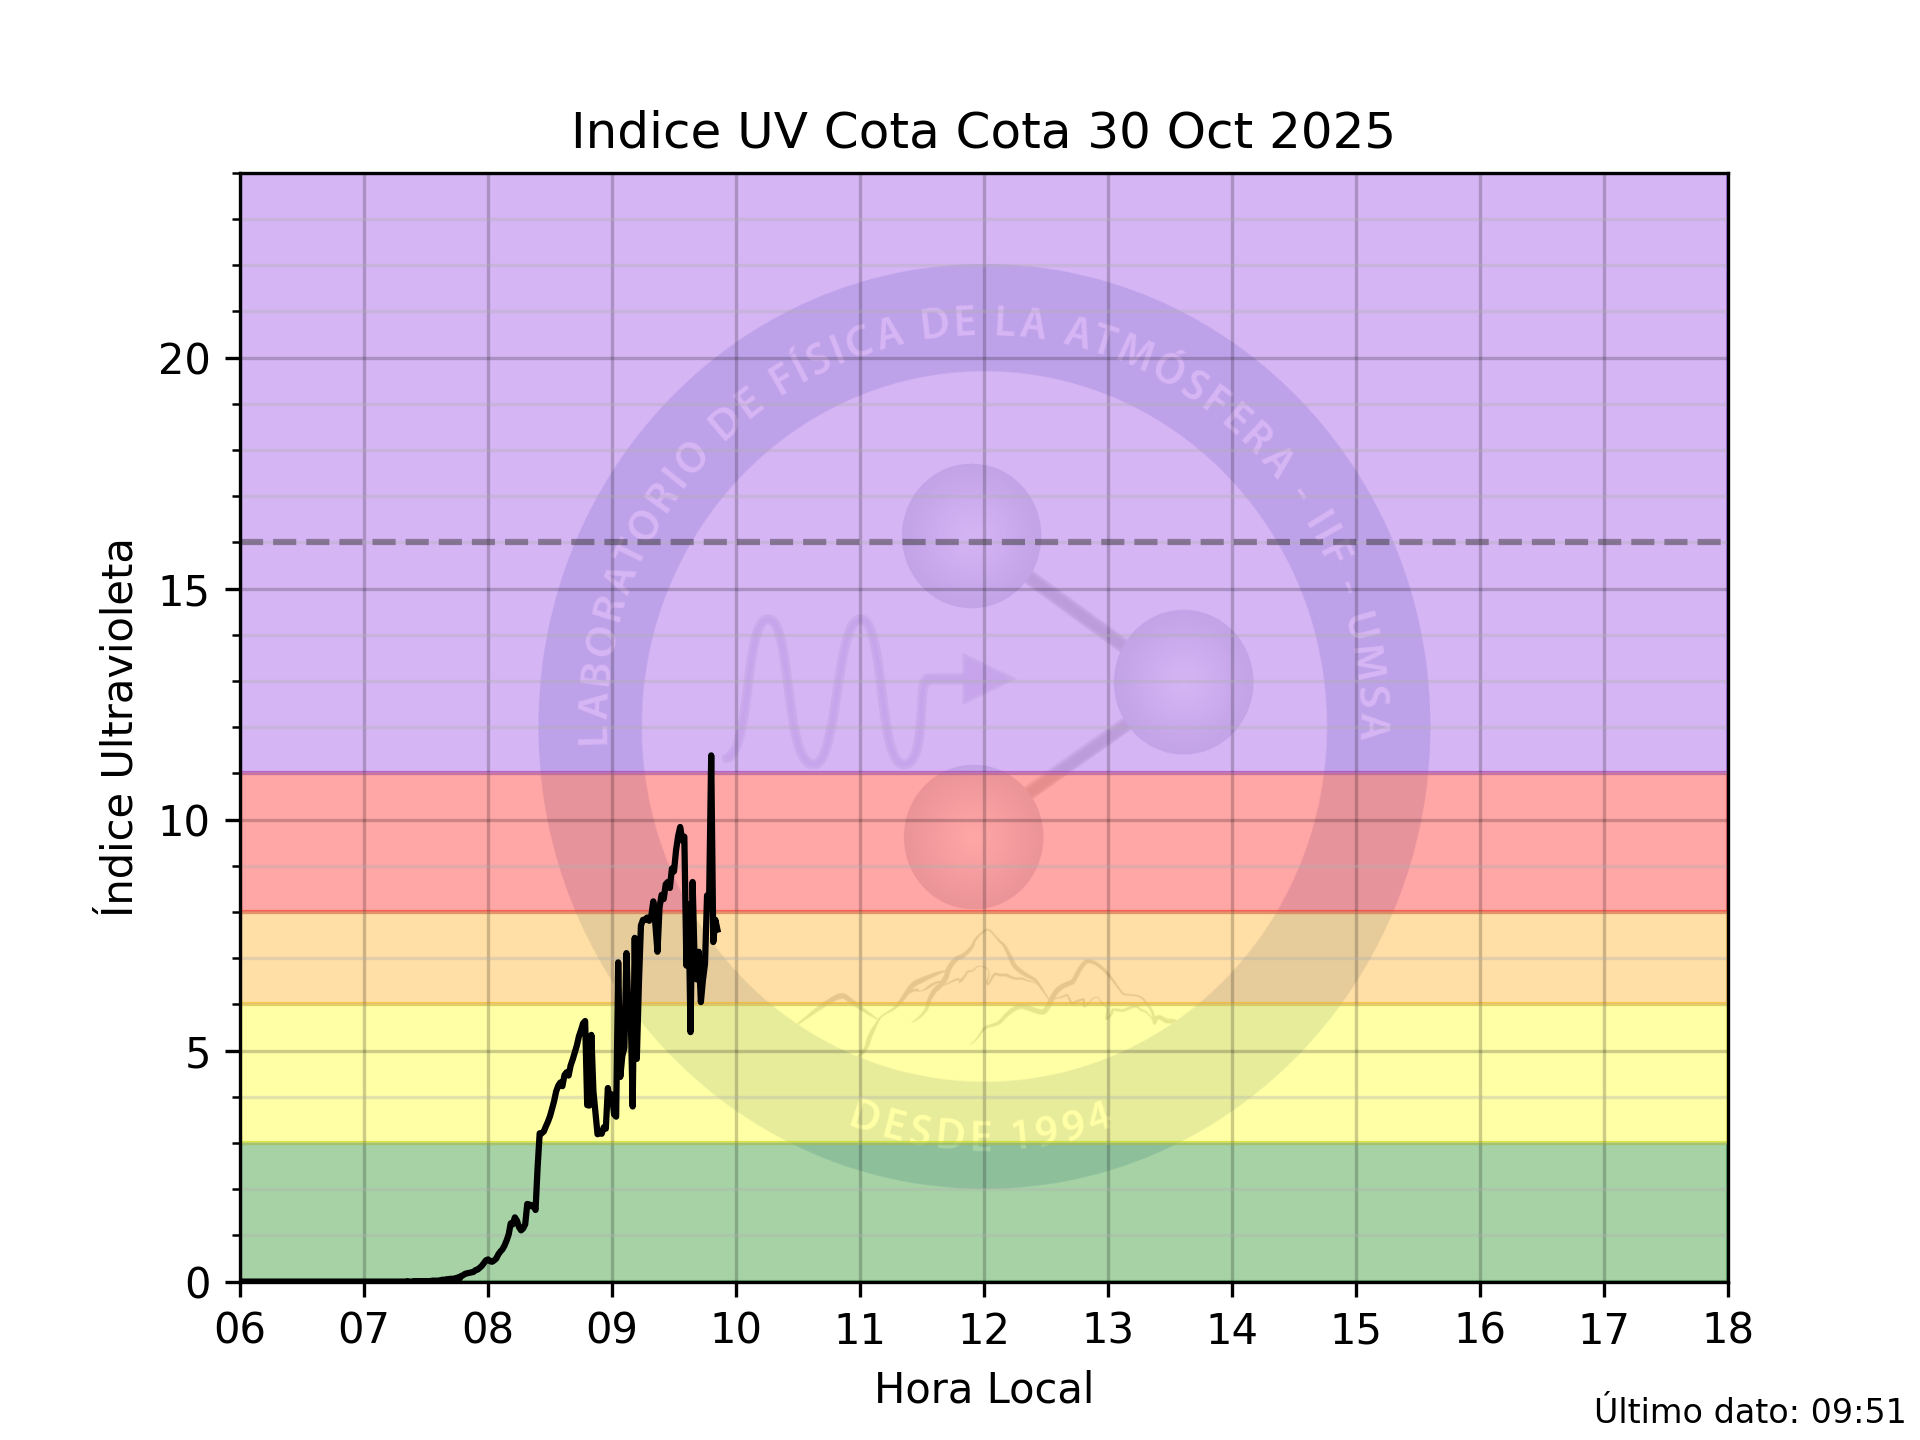 Indice UV Cota Cota 30 Oct 2025
LABORATORIO DE FÍSICA DE LA ATMÓSFERA - IIF - UMSA
DESDE 1994
Índice Ultravioleta
20
15
10
5
0
06 07 08 09 10 11 12 13 14 15 16 17 18
Hora Local
Último dato: 09:51